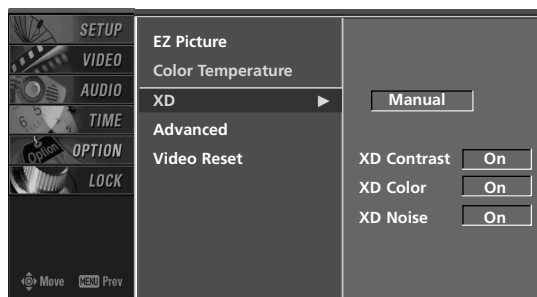 SETUP
VIDEO
AUDIO
TIME
OPTION
LOCK
Move MENU Prev
EZ Picture
Color Temperature
XD ▶
Advanced
Video Reset
Manual
XD Contrast On
XD Color On
XD Noise On